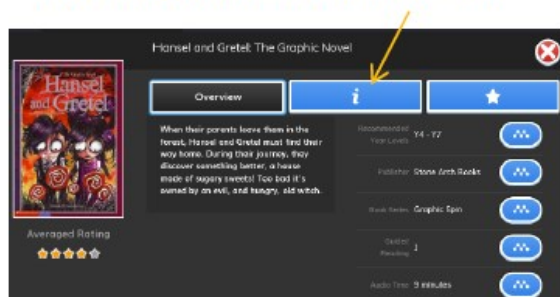 Hansel and Gretel: The Graphic Novel
Hansel
and Gretel
Overview
i
When their parents leave them in the
forest, Hansel and Gretel must find their
way home. During their journey, they
discover something better, a house
made of sugary sweets! Too bad it's
owned by an evil, and hungry, old witch.
Recommended
Year Levels
Y4 - Y7
Publisher Stone Arch Books
Book Series Graphic Spin
Guided
Reading
J
Audio Time 9 minutes
Averaged Rating